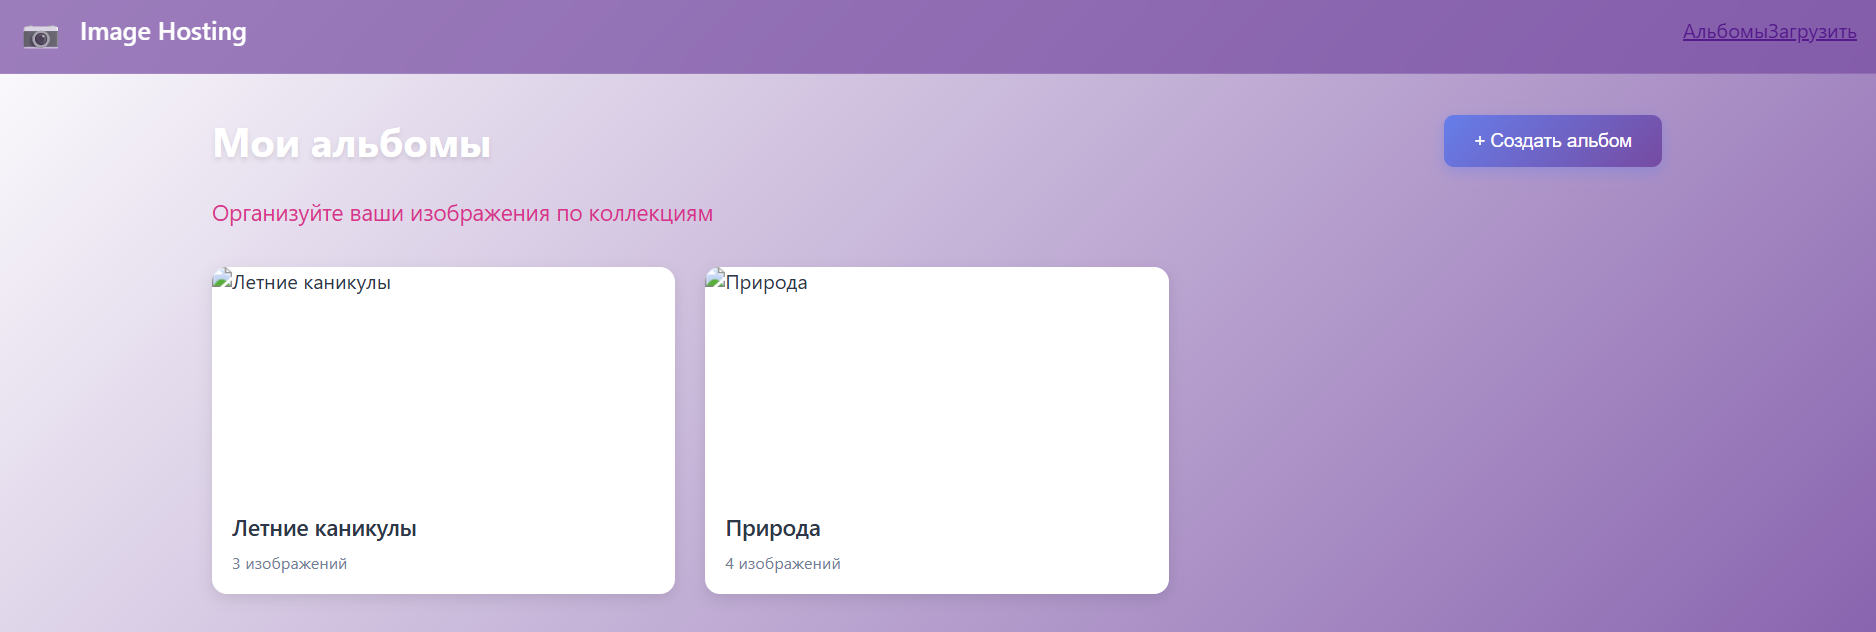 Image Hosting
АльбомыЗагрузить
Мои альбомы
+ Создать альбом
Организуйте ваши изображения по коллекциям
Летние каникулы
Природа
Летние каникулы
Природа
3 изображений
4 изображений